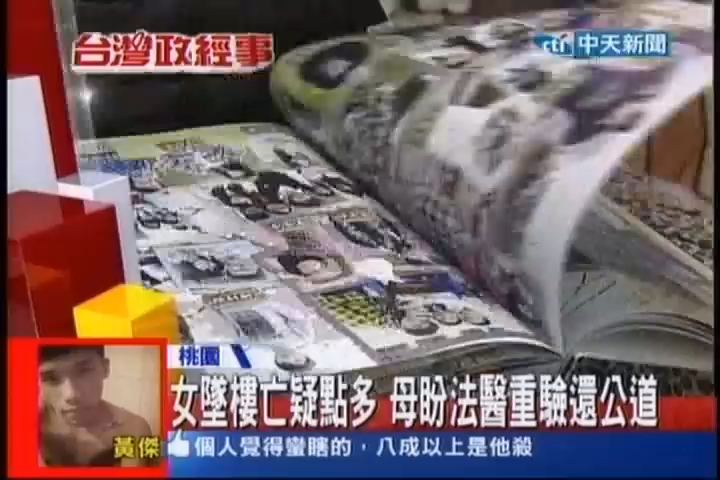 台灣政經事
cti 中天新聞
桃園
女墜樓亡疑點多 母盼法醫重驗還公道
黃傑 個人覺得蠻瞎的，八成以上是他殺